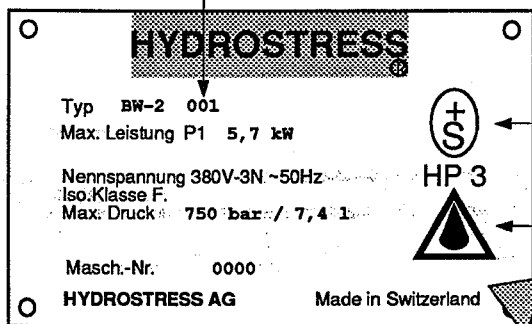 HYDROSTRESS®
Typ BW-2 001
Max. Leistung P1 5,7 kW
+S
HP 3
Nennspannung 380V-3N ~50Hz
Iso.Klasse F.
Max. Druck 750 bar / 7,4 l
Masch.-Nr. 0000
HYDROSTRESS AG Made in Switzerland